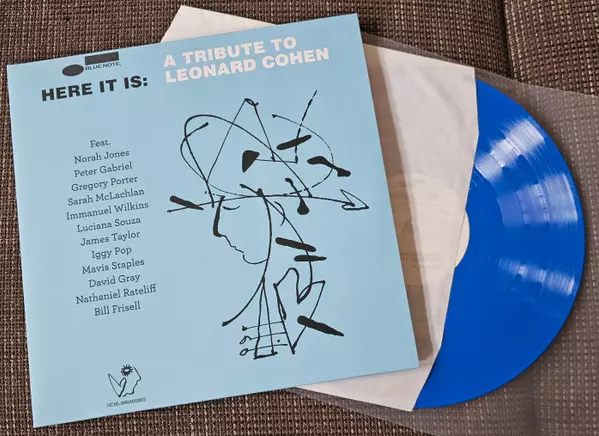 BLUE NOTE
HERE IT IS:
A TRIBUTE TO
LEONARD COHEN
Feat.
Norah Jones
Peter Gabriel
Gregory Porter
Sarah McLachlan
Immanuel Wilkins
Luciana Souza
James Taylor
Iggy Pop
Mavis Staples
David Gray
Nathaniel Rateliff
Bill Frisell